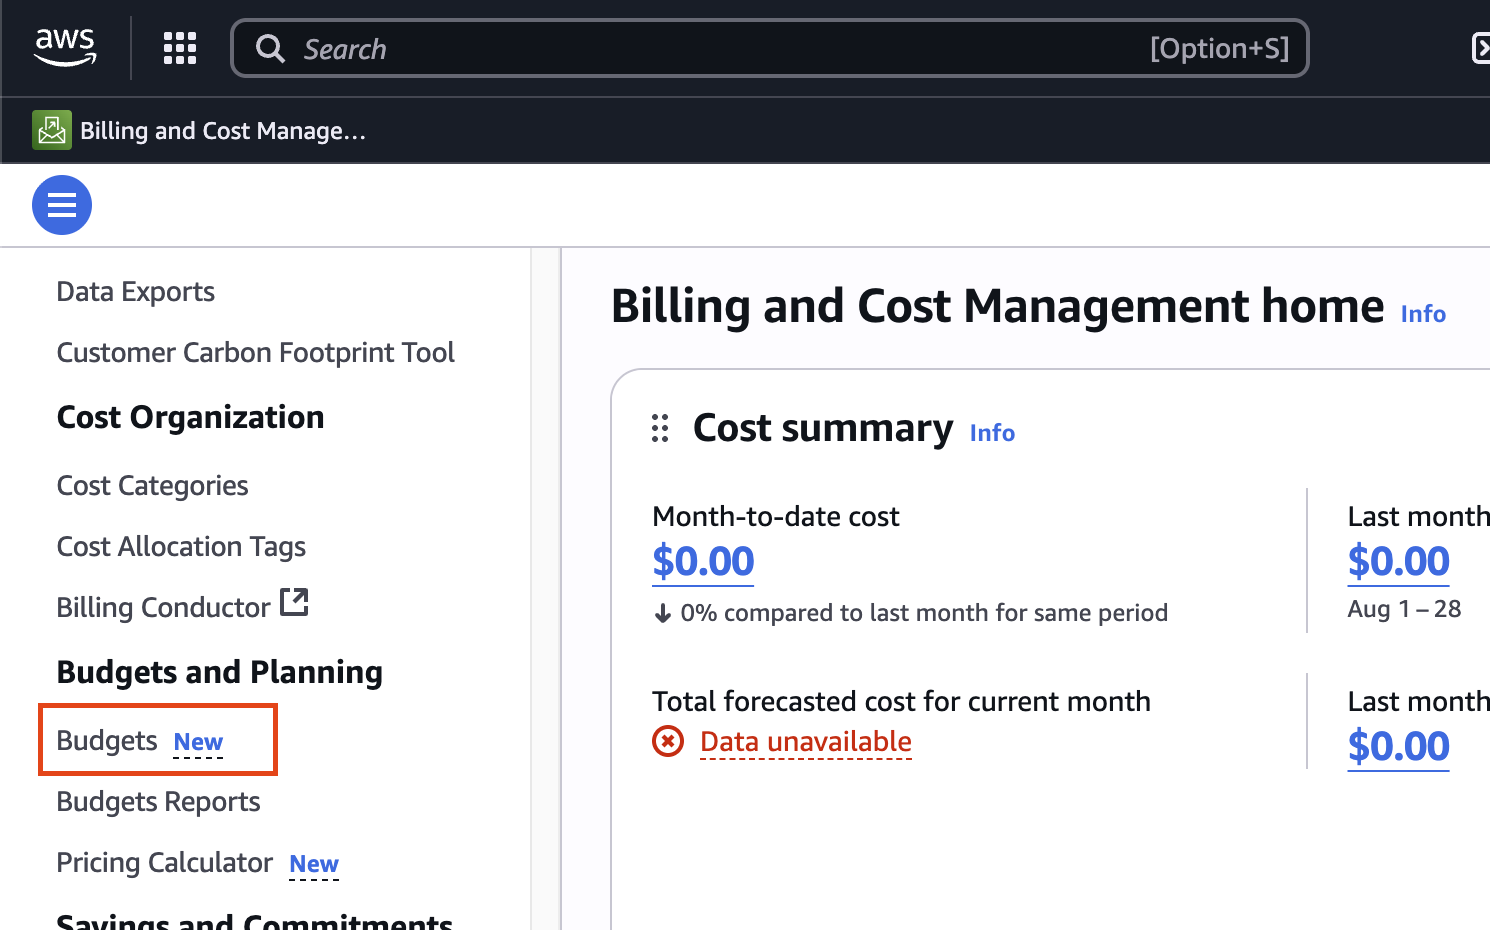 aws
Search [Option+S]
Billing and Cost Manage...
Data Exports
Customer Carbon Footprint Tool
Cost Organization
Cost Categories
Cost Allocation Tags
Billing Conductor
Budgets and Planning
Budgets New
Budgets Reports
Pricing Calculator New
Savings and Commitments
Billing and Cost Management home Info
Cost summary Info
Month-to-date cost
$0.00
0% compared to last month for same period
Last month
$0.00
Aug 1 – 28
Total forecasted cost for current month
Data unavailable
Last month
$0.00